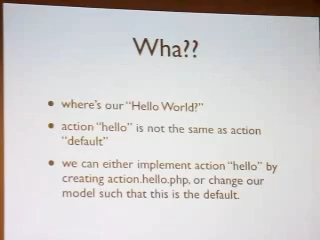 Wha??
• where's our "Hello World?"
• action "hello" is not the same as action
"default"
• we can either implement action "hello" by
creating action.hello.php, or change our
model such that this is the default.